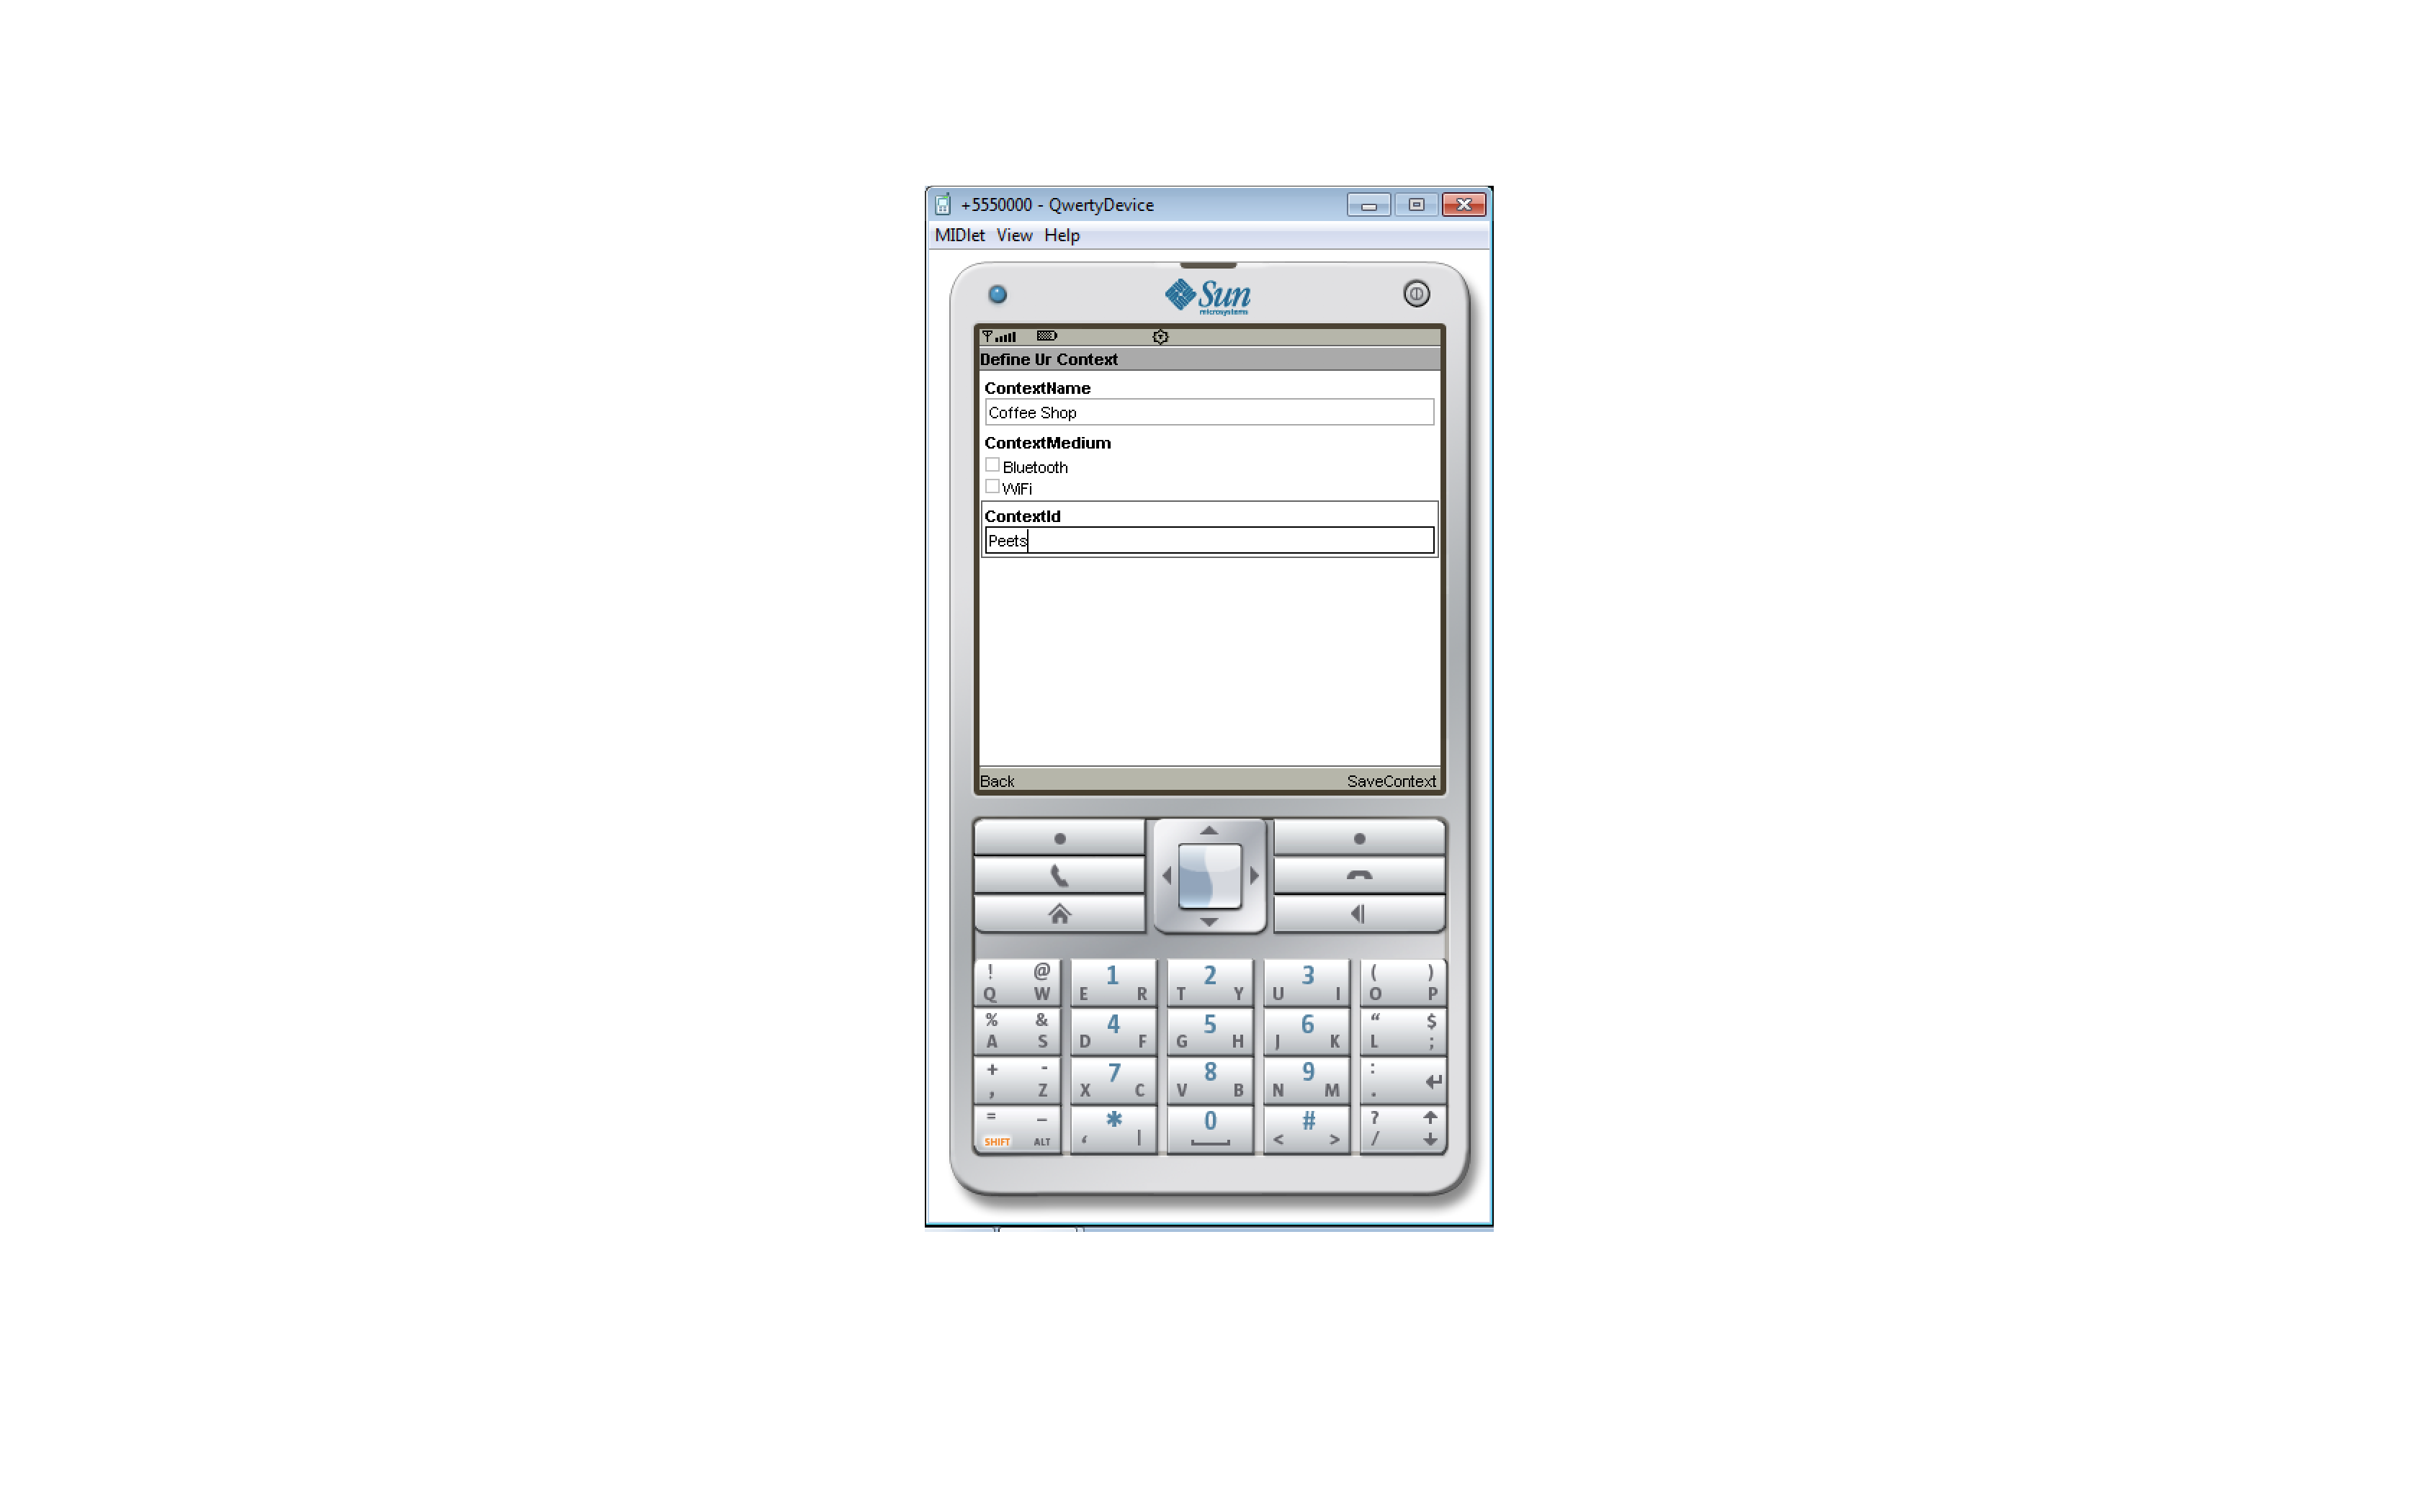 +5550000 - QwertyDevice
MIDlet View Help
Sun
microsystems
Define Ur Context
ContextName
Coffee Shop
ContextMedium
Bluetooth
WiFi
ContextId
Peets
Back SaveContext
! @ 1 2 3 ( )
Q W E R T Y U I O P
% & 4 5 6 “ $
A S D F G H J K L ;
+ - 7 8 9 :
, Z X C V B N M .
= _ * 0 # ?
SHIFT ALT ‘ | < > /